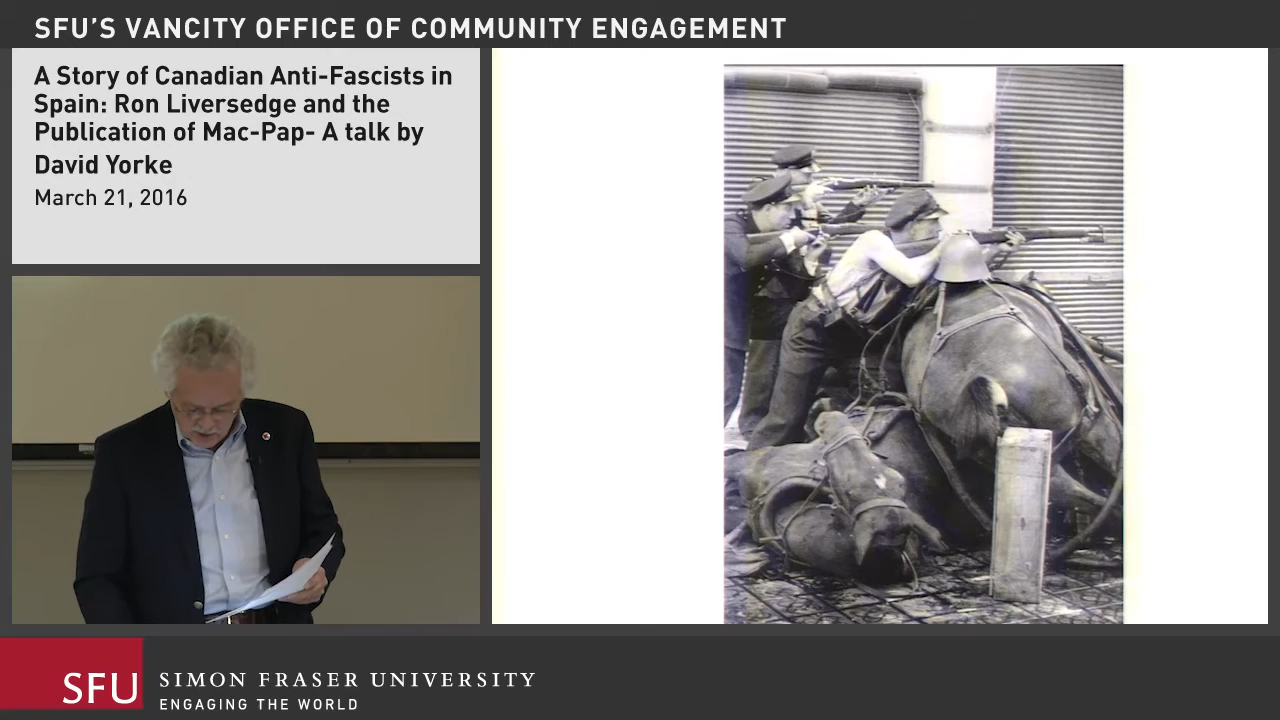 SFU'S VANCITY OFFICE OF COMMUNITY ENGAGEMENT
A Story of Canadian Anti-Fascists in
Spain: Ron Liversedge and the
Publication of Mac-Pap- A talk by
David Yorke
March 21, 2016
SFU
SIMON FRASER UNIVERSITY
ENGAGING THE WORLD